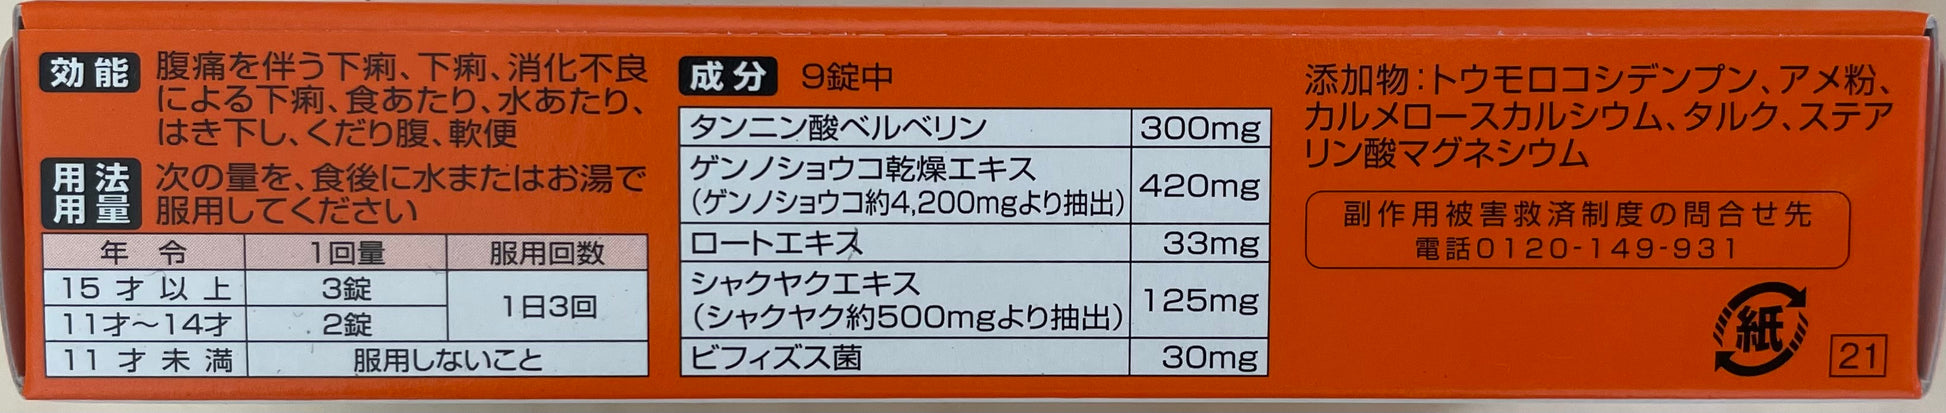 効能 腹痛を伴う下痢、下痢、消化不良
による下痢、食あたり、水あたり、
はき下し、くだり腹、軟便
用法
用量
次の量を、食後に水またはお湯で
服用してください
年令 1回量 服用回数
15才以上 3錠 1日3回
11才〜14才 2錠
11才未満 服用しないこと
成分 9錠中
タンニン酸ベルベリン 300mg
ゲンノショウコ乾燥エキス
(ゲンノショウコ約4,200mgより抽出) 420mg
ロートエキス 33mg
シャクヤクエキス
(シャクヤク約500mgより抽出) 125mg
ビフィズス菌 30mg
添加物:トウモロコシデンプン、アメ粉、
カルメロースカルシウム、タルク、ステア
リン酸マグネシウム
副作用被害救済制度の問合せ先
電話0120-149-931
紙
21